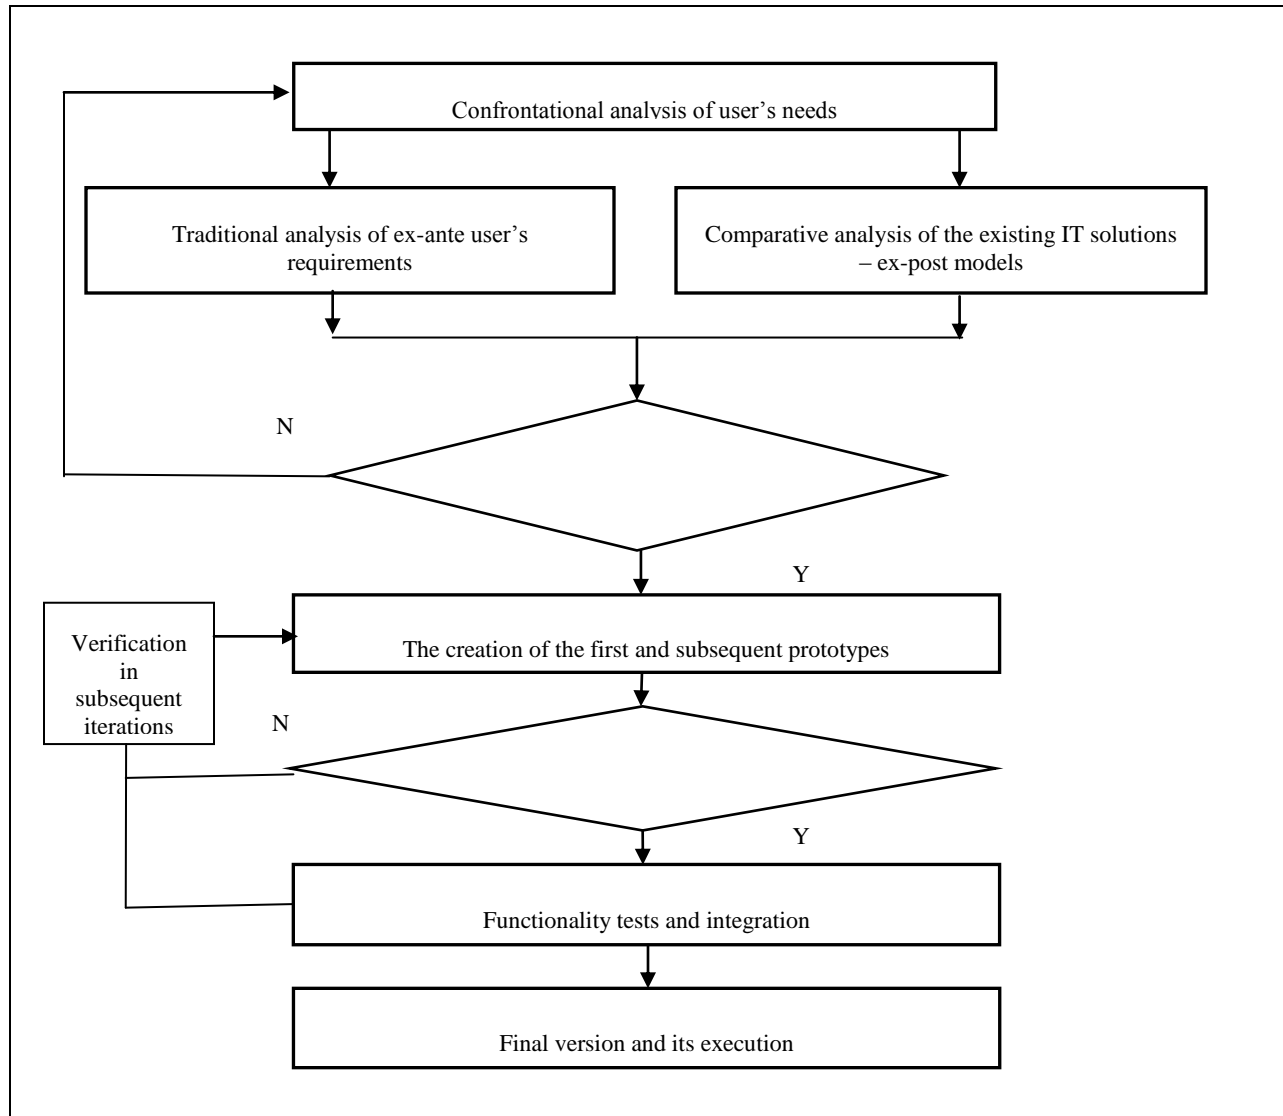 Confrontational analysis of user’s needs
Traditional analysis of ex-ante user’s
requirements
Comparative analysis of the existing IT solutions
– ex-post models
N
Y
Verification
in
subsequent
iterations
The creation of the first and subsequent prototypes
N
Y
Functionality tests and integration
Final version and its execution